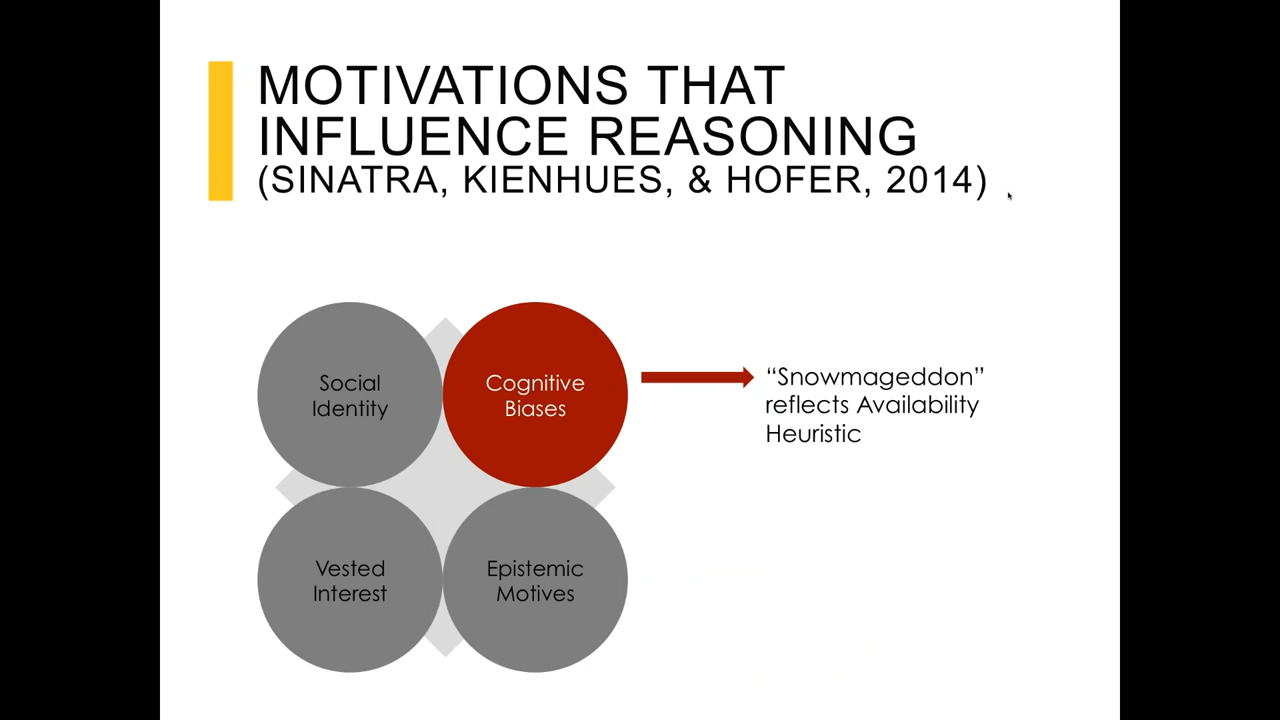 MOTIVATIONS THAT
INFLUENCE REASONING
(SINATRA, KIENHUES, & HOFER, 2014)
Social
Identity
Cognitive
Biases
“Snowmageddon”
reflects Availability
Heuristic
Vested
Interest
Epistemic
Motives